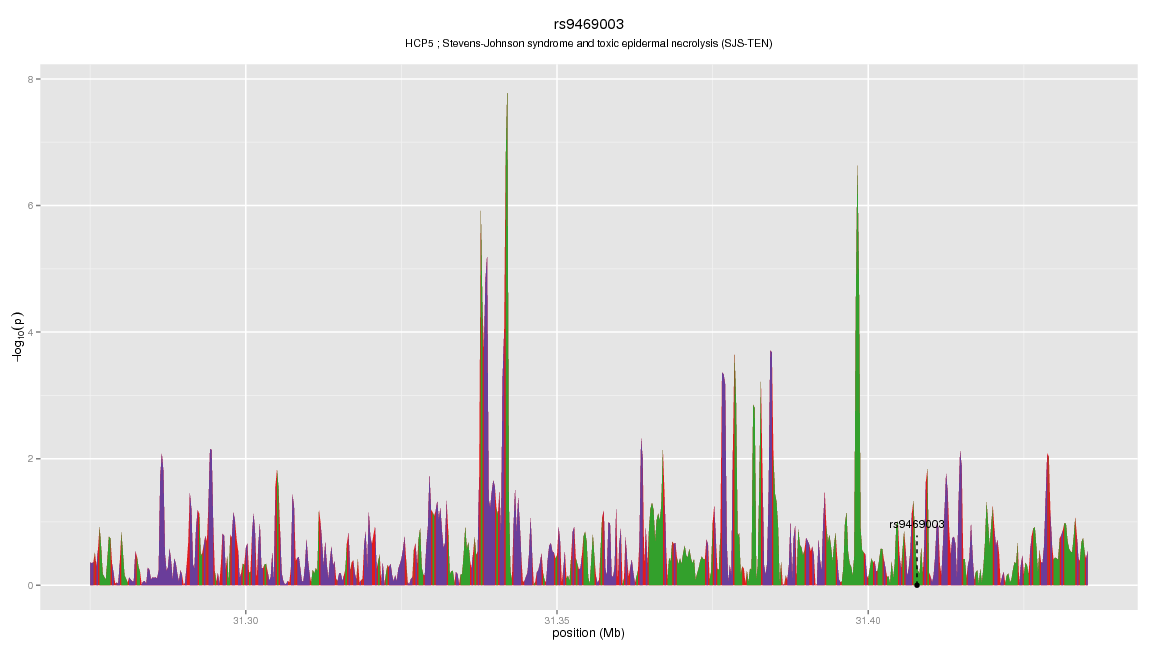 rs9469003
HCP5 ; Stevens-Johnson syndrome and toxic epidermal necrolysis (SJS-TEN)
8
6
4
2
0
-log10(p)
rs9469003
31.30
31.35
31.40
position (Mb)